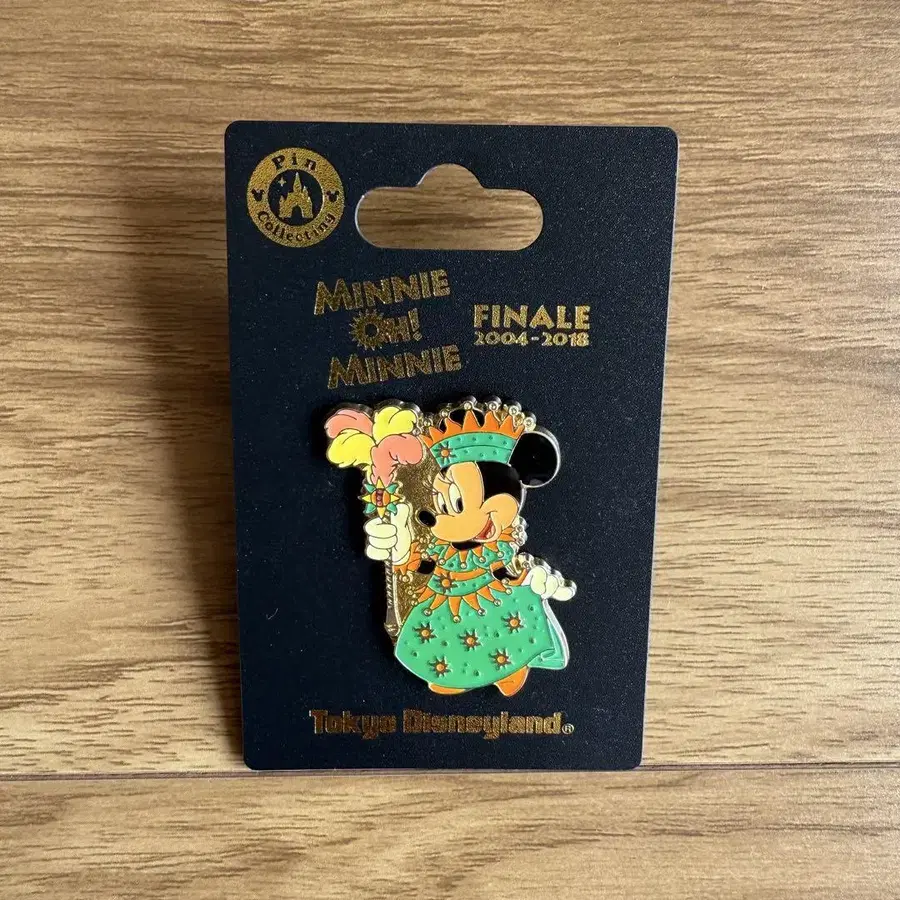 Pin
Collecting
MINNIE
OH!
MINNIE
FINALE
2004-2018
Tokyo Disneyland®